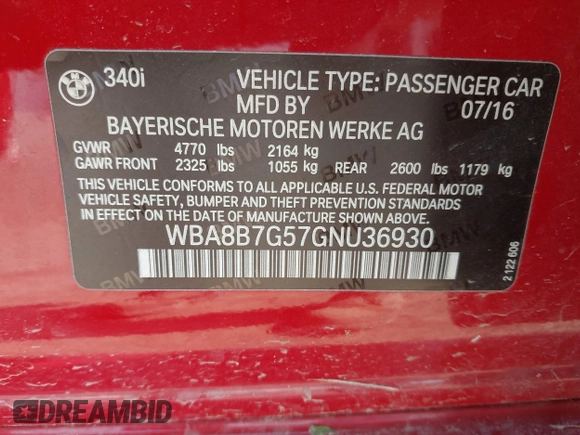 BMW 340i VEHICLE TYPE: PASSENGER CAR
MFD BY 07/16
BAYERISCHE MOTOREN WERKE AG
GVWR 4770 lbs 2164 kg
GAWR FRONT 2325 lbs 1055 kg REAR 2600 lbs 1179 kg
THIS VEHICLE CONFORMS TO ALL APPLICABLE U.S. FEDERAL MOTOR
VEHICLE SAFETY, BUMPER AND THEFT PREVENTION STANDARDS
IN EFFECT ON THE DATE OF MANUFACTURE SHOWN ABOVE.
WBA8B7G57GNU36930
2 122 606
DREAMBID